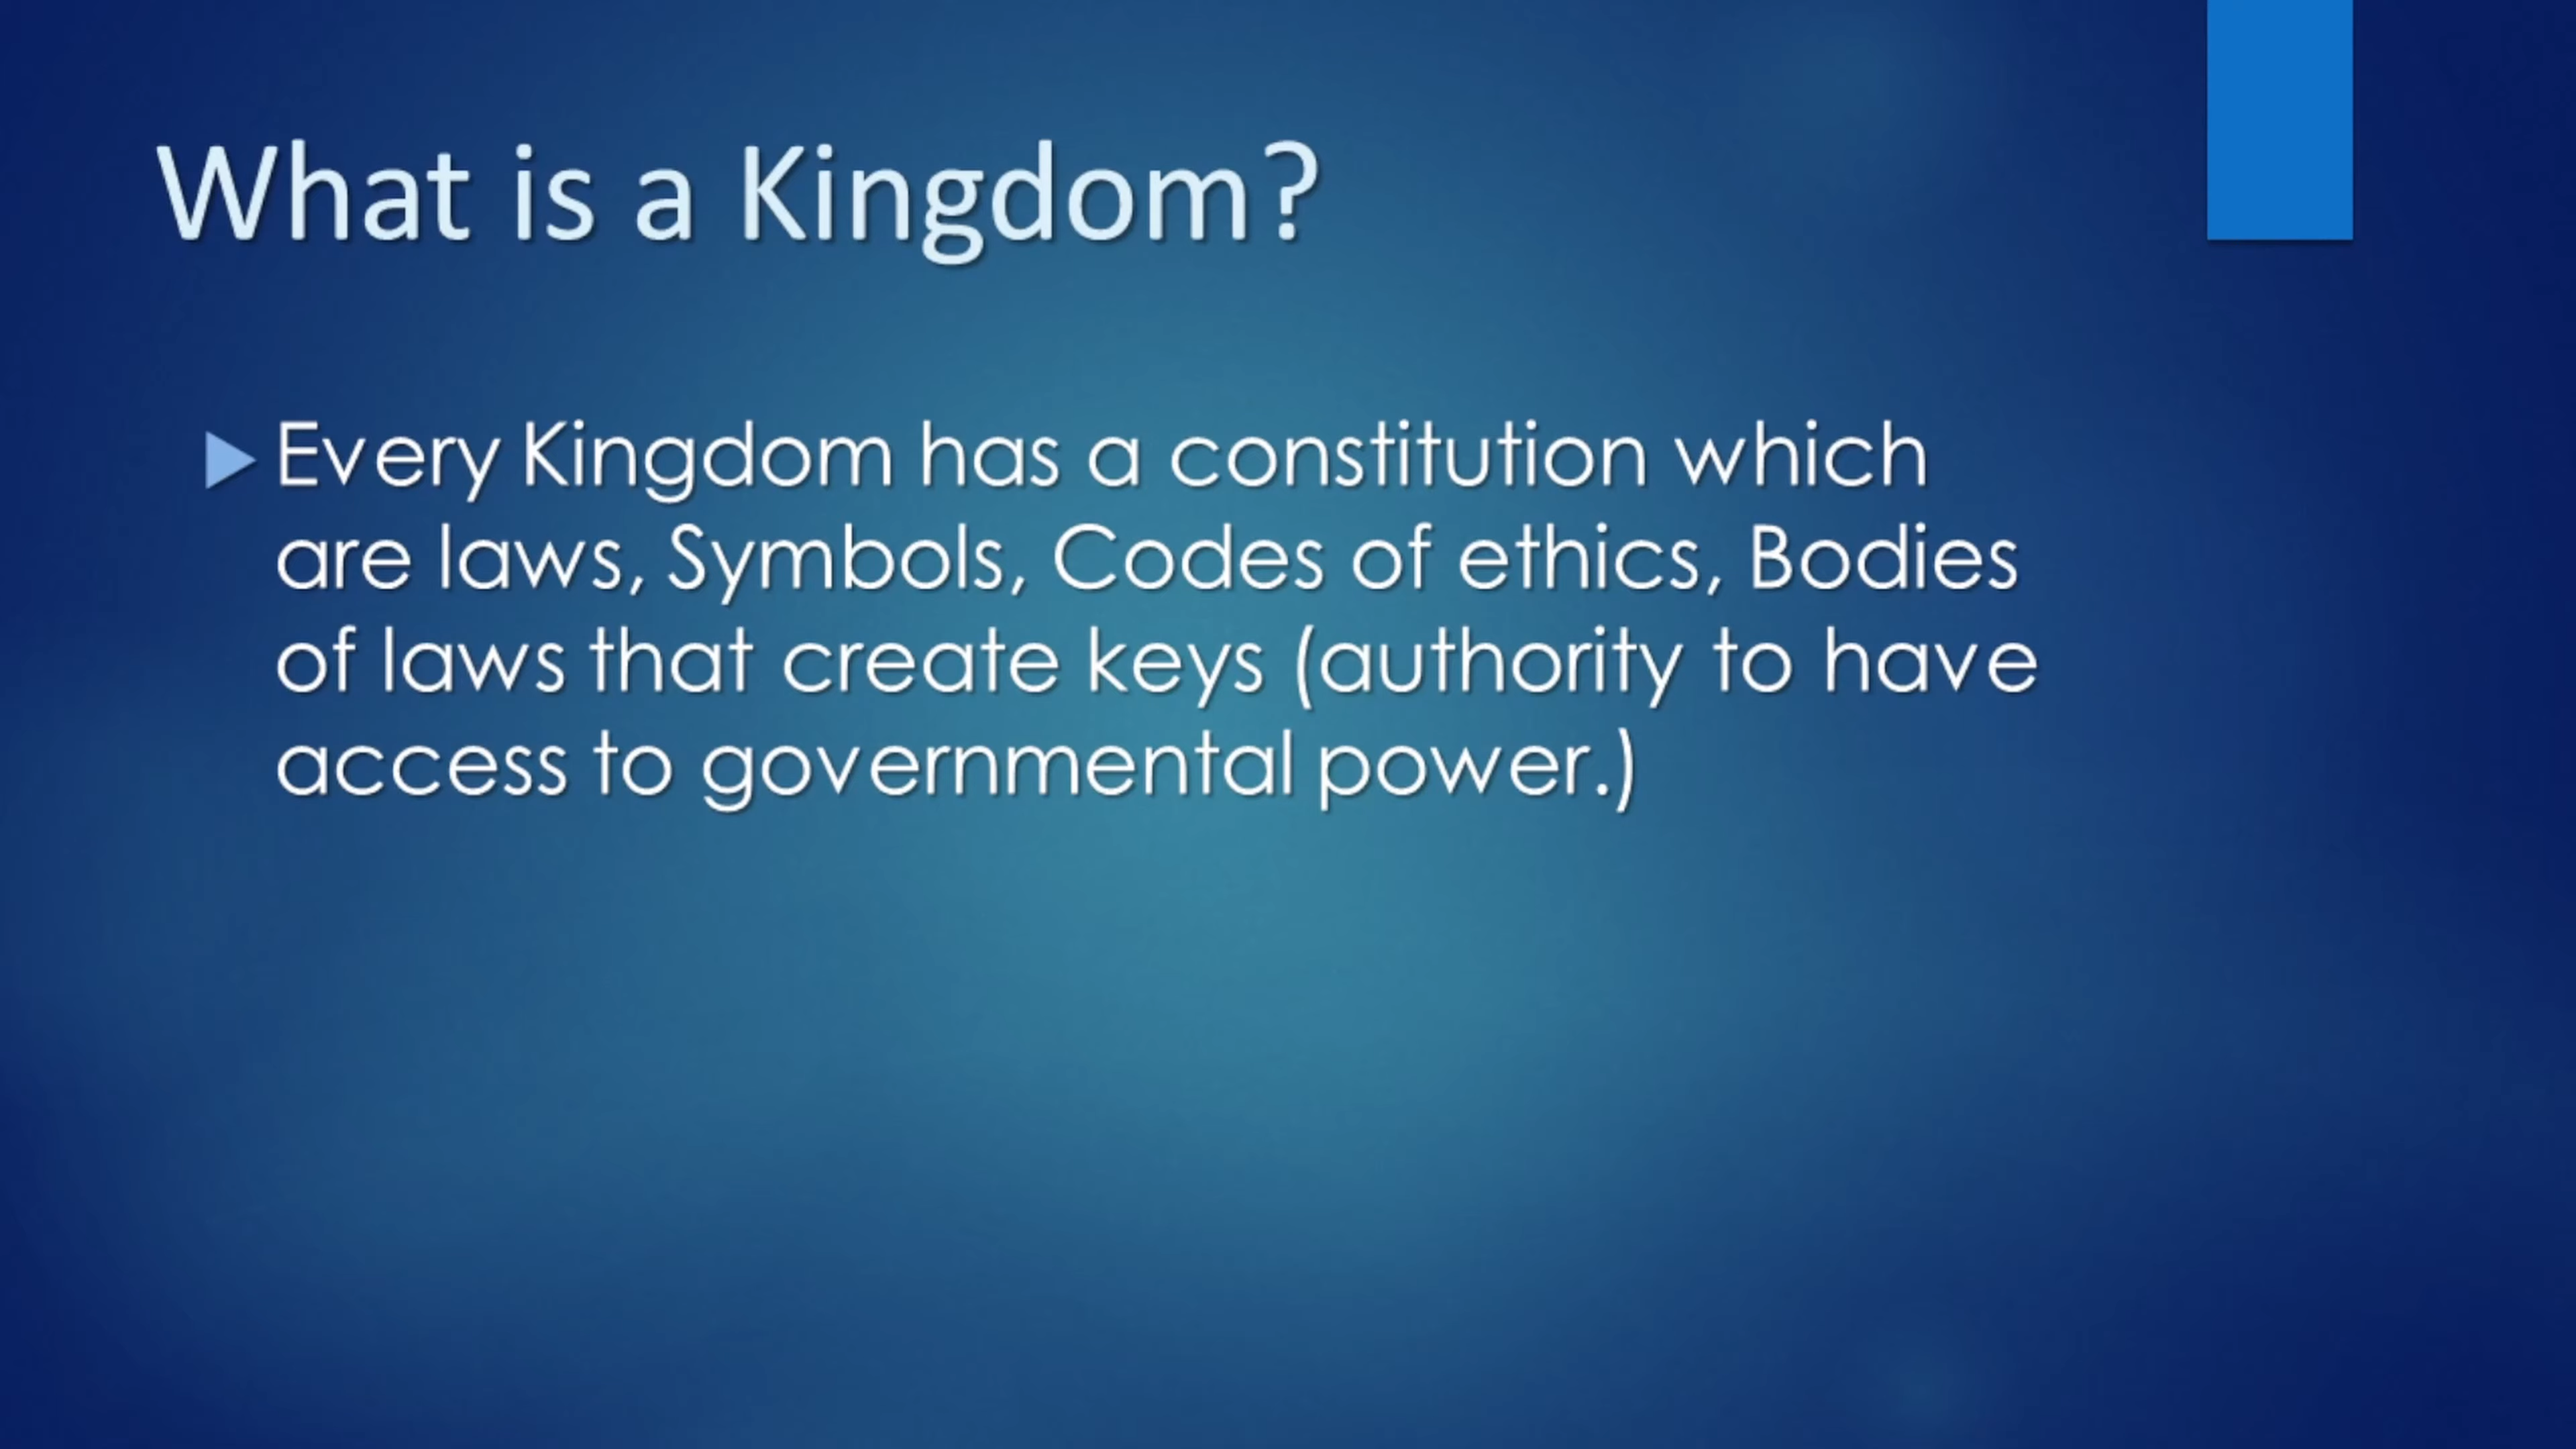 What is a Kingdom?
Every Kingdom has a constitution which
are laws, Symbols, Codes of ethics, Bodies
of laws that create keys (authority to have
access to governmental power.)